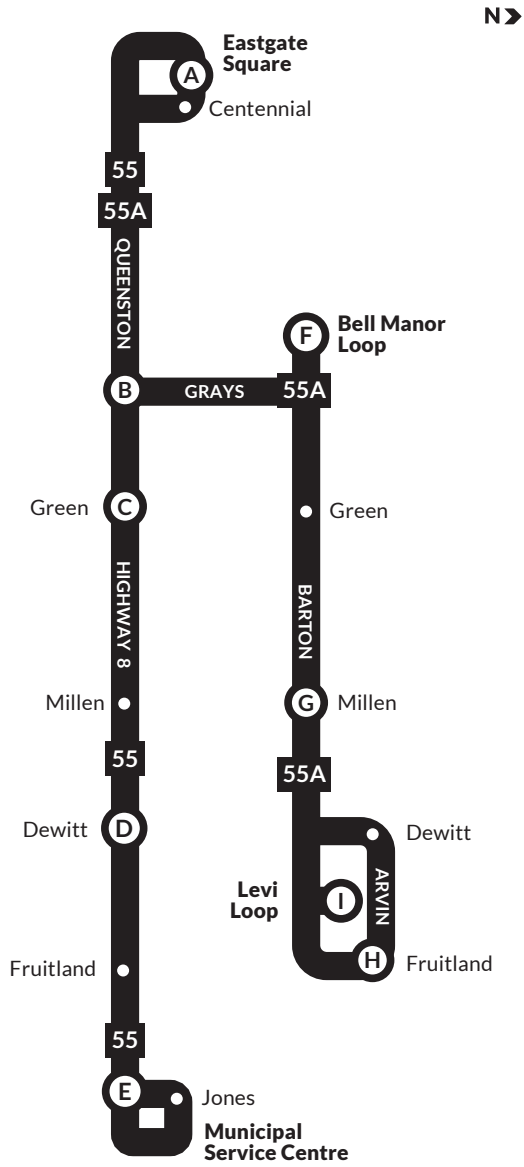 N
Eastgate
Square
A
Centennial
55
55A
QUEENSTON
F
Bell Manor
Loop
B
GRAYS
55A
Green
C
Green
HIGHWAY 8
BARTON
Millen
G
Millen
55
55A
Dewitt
D
Dewitt
ARVIN
Levi
Loop
I
Fruitland
H
Fruitland
55
E
Jones
Municipal
Service Centre